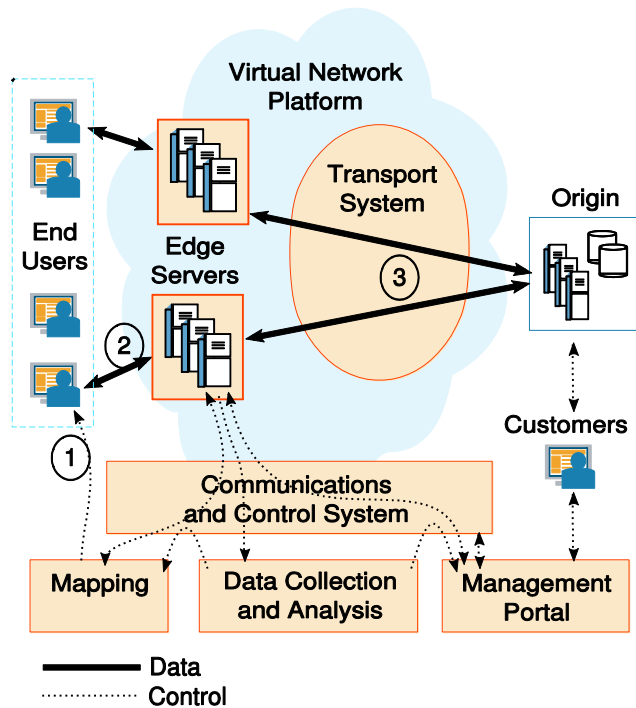 Virtual Network
Platform
Transport
System
Origin
End
Users
Edge
Servers
3
2
1
Customers
Communications
and Control System
Mapping
Data Collection
and Analysis
Management
Portal
Data
Control